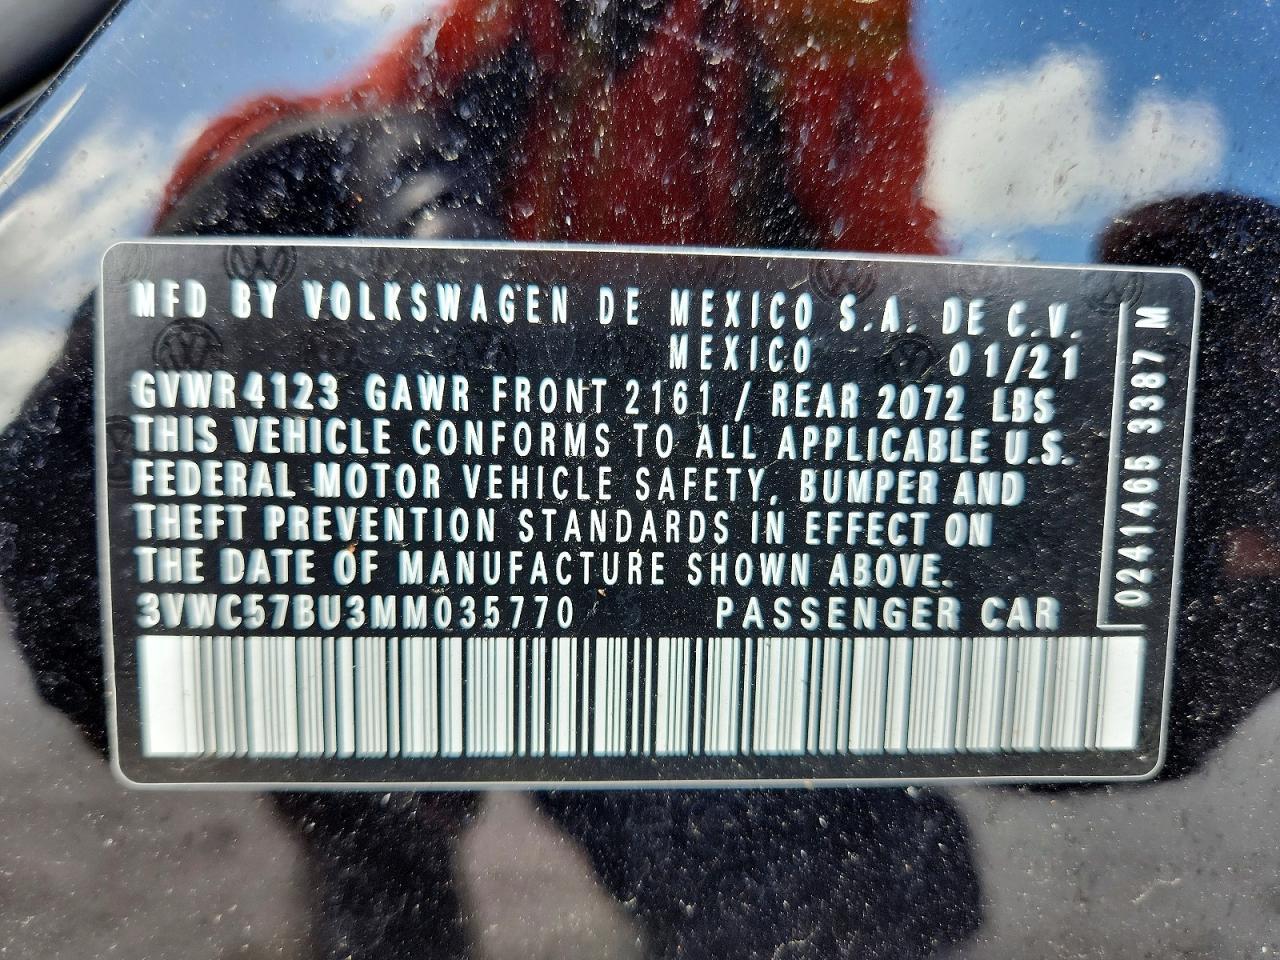 MFD BY VOLKSWAGEN DE MEXICO S.A. DE C.V.
MEXICO 01/21
GVWR 4123 GAWR FRONT 2161 / REAR 2072 LBS
THIS VEHICLE CONFORMS TO ALL APPLICABLE U.S.
FEDERAL MOTOR VEHICLE SAFETY, BUMPER AND
THEFT PREVENTION STANDARDS IN EFFECT ON
THE DATE OF MANUFACTURE SHOWN ABOVE.
3VWC57BU3MM035770 PASSENGER CAR
0241465 3387 M